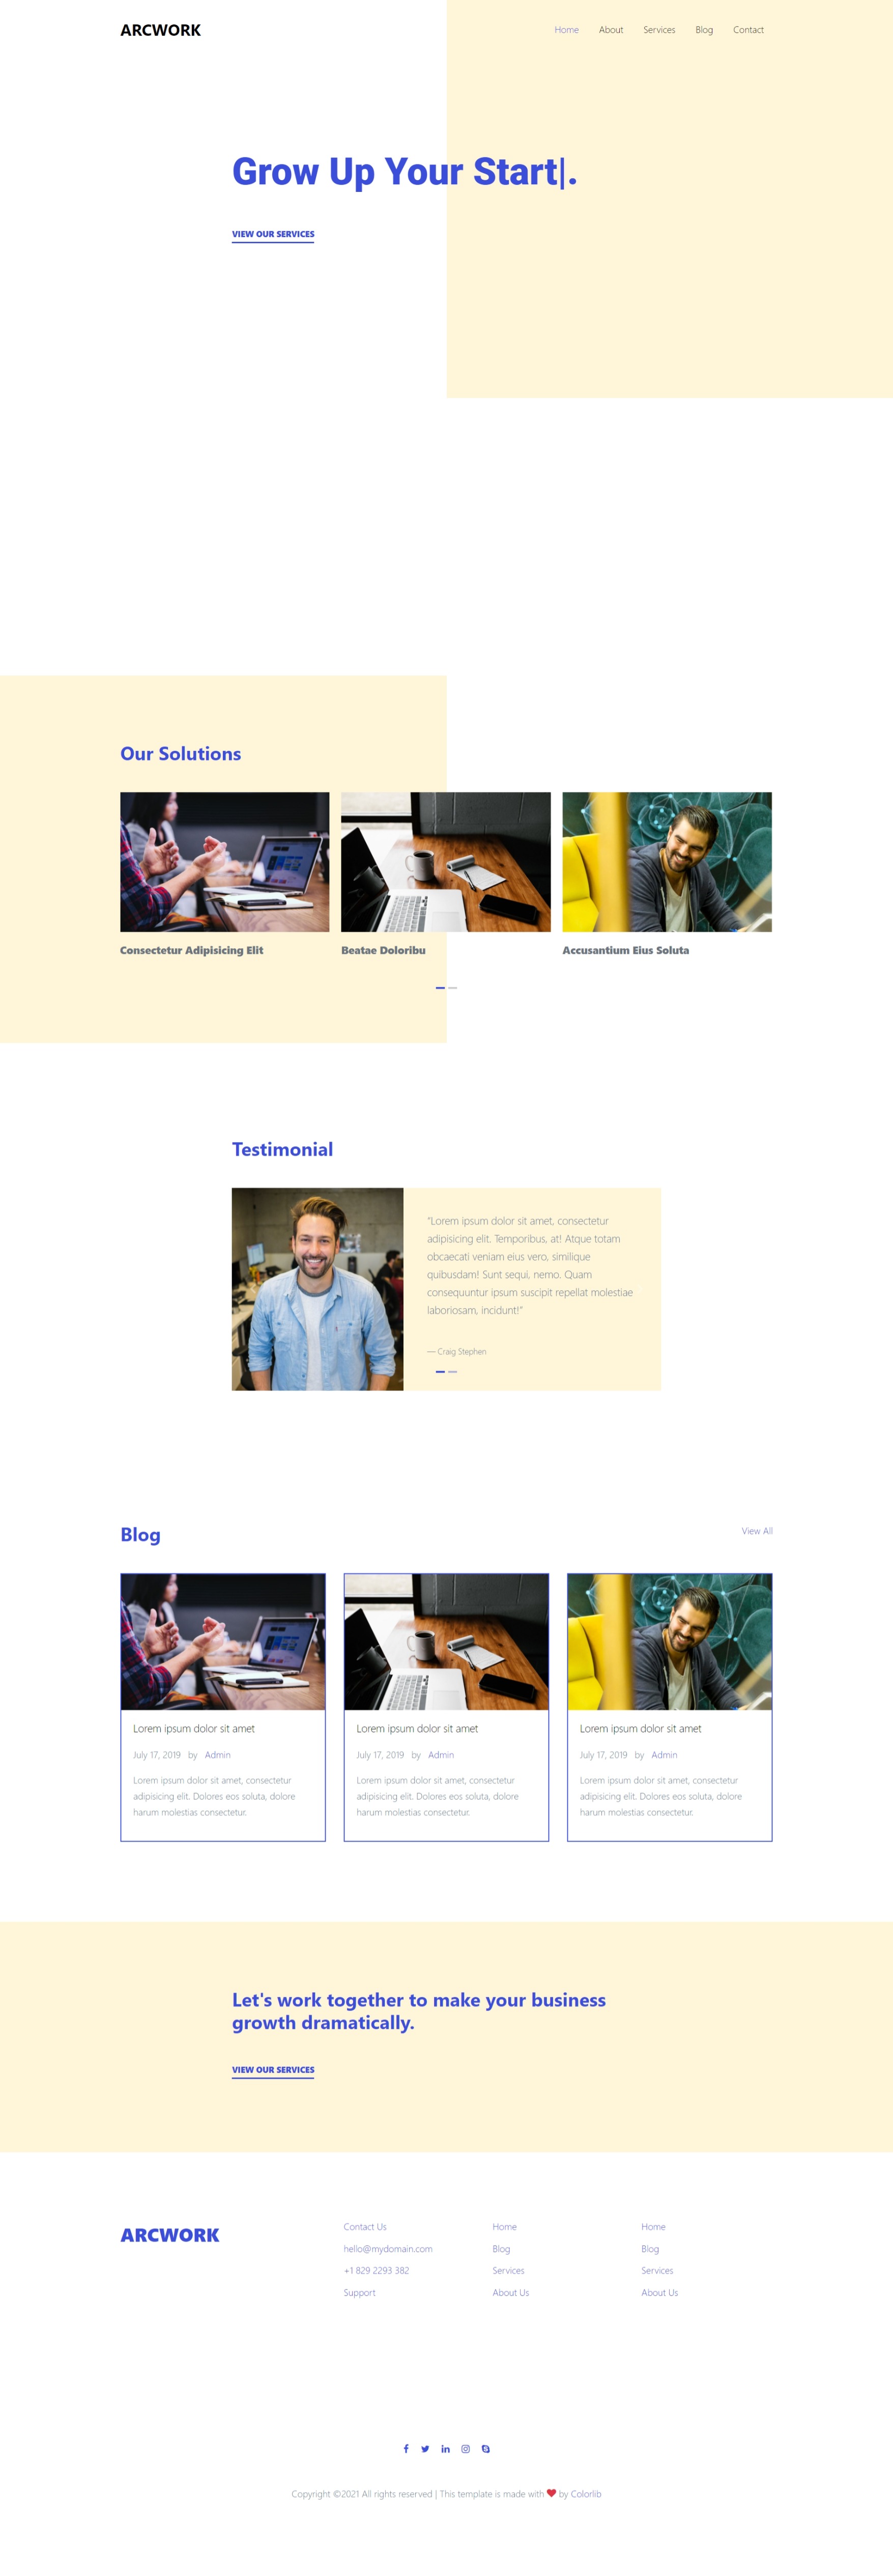 ARCWORK
Home About Services Blog Contact
Grow Up Your Start|.
VIEW OUR SERVICES
Our Solutions
Consectetur Adipisicing Elit
Beatae Doloribu
Accusantium Eius Soluta
Testimonial
"Lorem ipsum dolor sit amet, consectetur
adipisicing elit. Temporibus, at! Atque totam
obcaecati veniam eius vero, similique
quibusdam! Sunt sequi, nemo. Quam
consequuntur ipsum suscipit repellat molestiae
laboriosam, incidunt!"
— Craig Stephen
Blog
View All
Lorem ipsum dolor sit amet
July 17, 2019 by Admin
Lorem ipsum dolor sit amet, consectetur
adipisicing elit. Dolores eos soluta, dolore
harum molestias consectetur.
Lorem ipsum dolor sit amet
July 17, 2019 by Admin
Lorem ipsum dolor sit amet, consectetur
adipisicing elit. Dolores eos soluta, dolore
harum molestias consectetur.
Lorem ipsum dolor sit amet
July 17, 2019 by Admin
Lorem ipsum dolor sit amet, consectetur
adipisicing elit. Dolores eos soluta, dolore
harum molestias consectetur.
Let's work together to make your business
growth dramatically.
VIEW OUR SERVICES
ARCWORK
Contact Us
hello@mydomain.com
+1 829 2293 382
Support
Home
Blog
Services
About Us
Home
Blog
Services
About Us
Copyright ©2021 All rights reserved | This template is made with ❤ by Colorlib